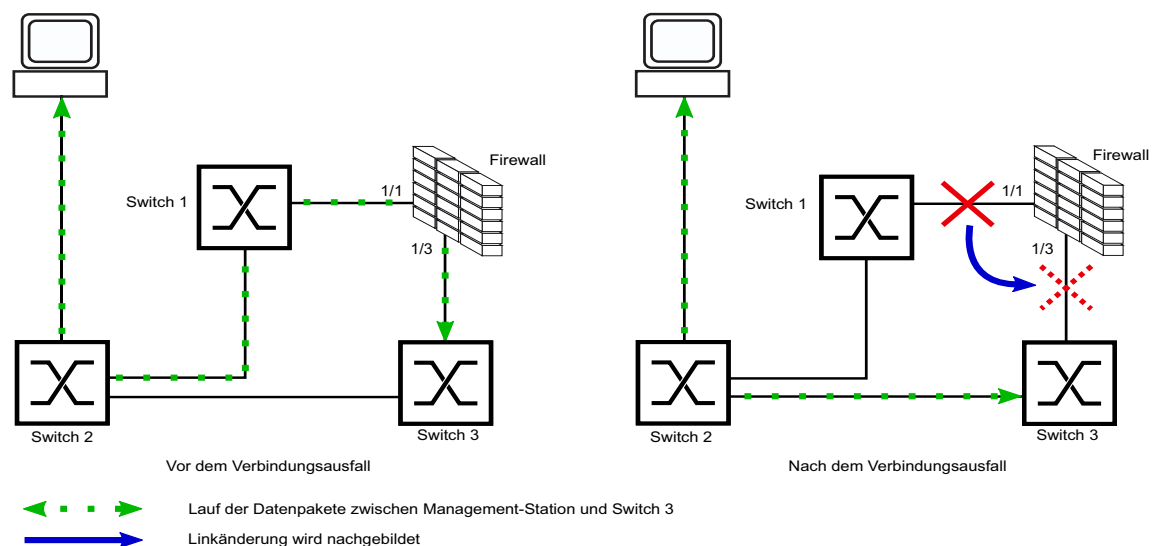 Switch 1
1/1
Firewall
1/3
Switch 2
Switch 3
Vor dem Verbindungsausfall
Switch 1
1/1
Firewall
1/3
Switch 2
Switch 3
Nach dem Verbindungsausfall
Lauf der Datenpakete zwischen Management-Station und Switch 3
Linkänderung wird nachgebildet